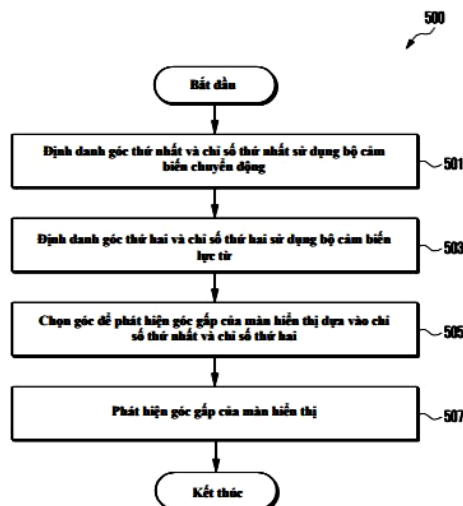 500
Bắt đầu
Định danh góc thứ nhất và chỉ số thứ nhất sử dụng bộ cảm
biến chuyển động
501
Định danh góc thứ hai và chỉ số thứ hai sử dụng bộ cảm biến
lực từ
503
Chọn góc để phát hiện góc gấp của màn hiển thị dựa vào chỉ
số thứ nhất và chỉ số thứ hai
505
Phát hiện góc gấp của màn hiển thị
507
Kết thúc